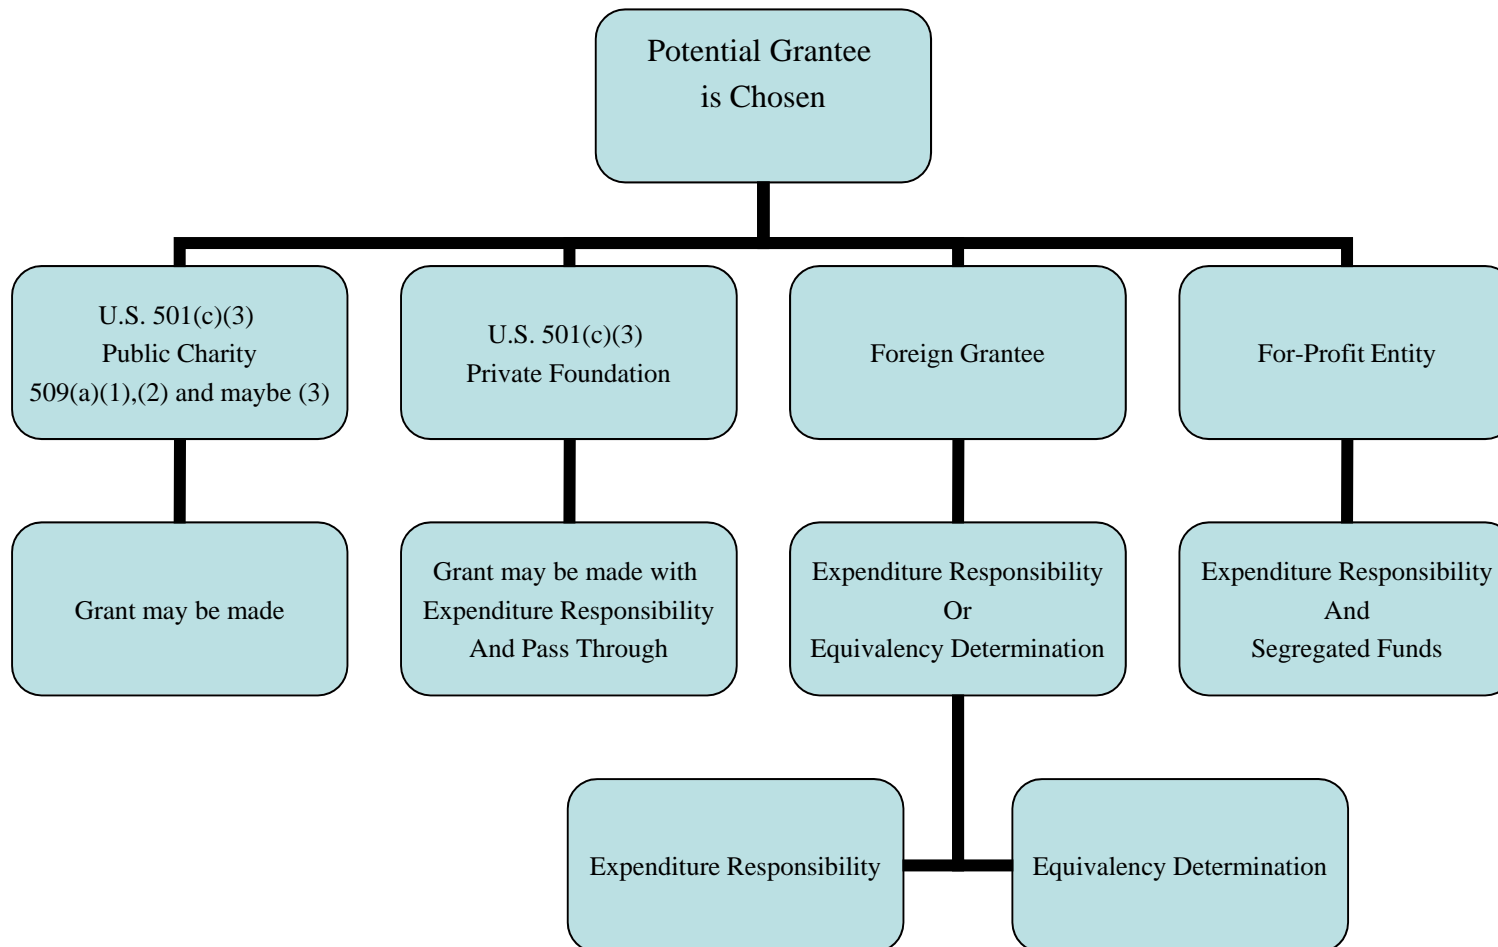 Potential Grantee
is Chosen
U.S. 501(c)(3)
Public Charity
509(a)(1),(2) and maybe (3)
U.S. 501(c)(3)
Private Foundation
Foreign Grantee
For-Profit Entity
Grant may be made
Grant may be made with
Expenditure Responsibility
And Pass Through
Expenditure Responsibility
Or
Equivalency Determination
Expenditure Responsibility
And
Segregated Funds
Expenditure Responsibility
Equivalency Determination